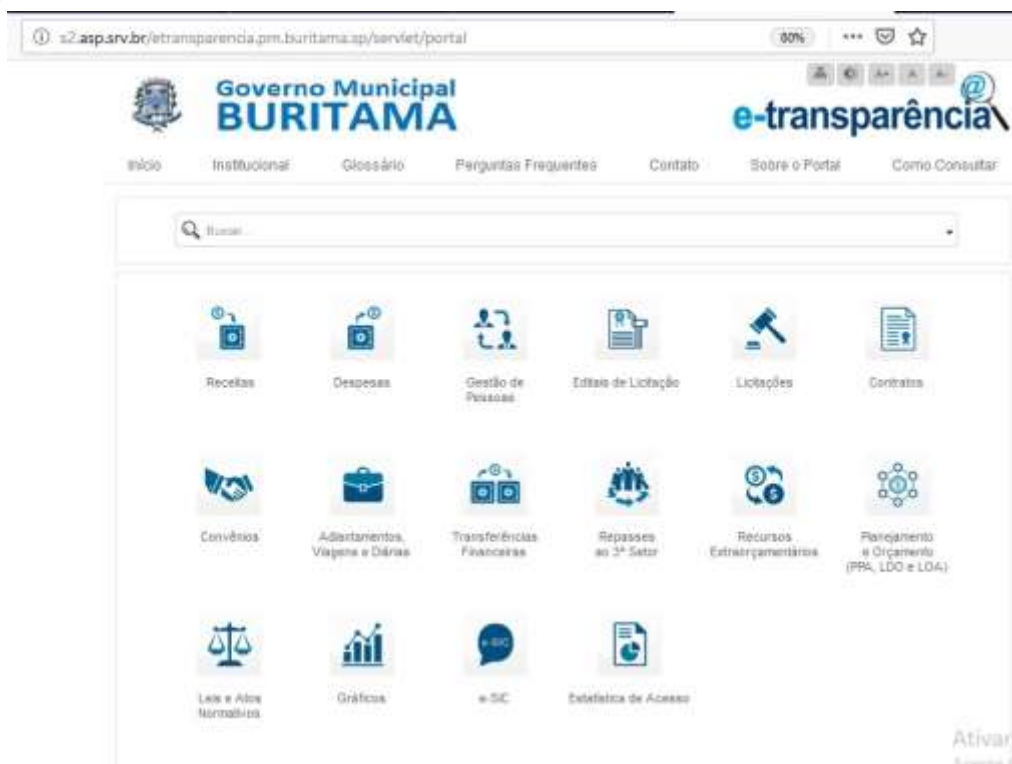 s2.asp.srv.br/etransparencia.pm.buritama.sp/servlet/portal
80%
Governo Municipal
BURITAMA
A+ A A-
e-transparência
Início Institucional Glossário Perguntas Frequentes Contato Sobre o Portal Como Consultar
Buscar...
Receitas Despesas Gestão de Pessoas Editais de Licitação Licitações Contratos
Convênios Adiantamentos, Viagens e Diárias Transferências Financeiras Repasses ao 3º Setor Recursos Extraorçamentários Planejamento e Orçamento (PPA, LDO e LOA)
e-SIC
Leis e Atos Normativos Gráficos e-SIC Estatística de Acesso
Ativar